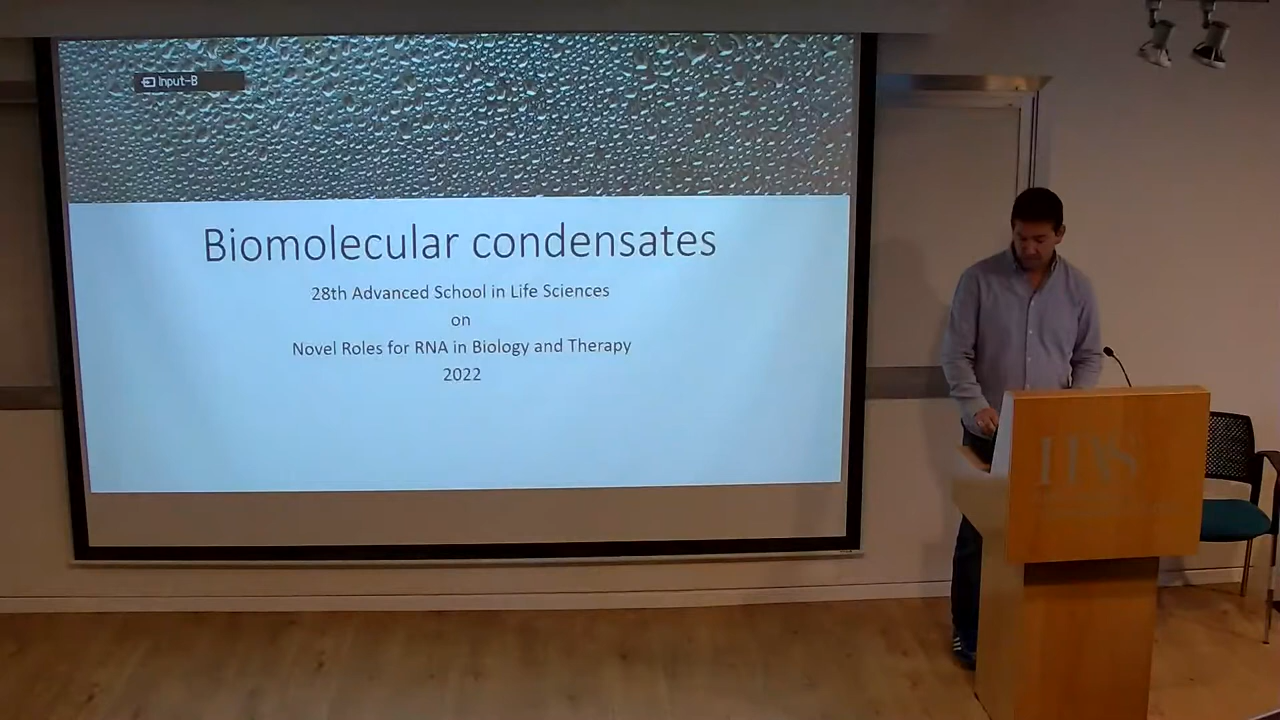 Input-B
Biomolecular condensates
28th Advanced School in Life Sciences
on
Novel Roles for RNA in Biology and Therapy
2022
IIAS